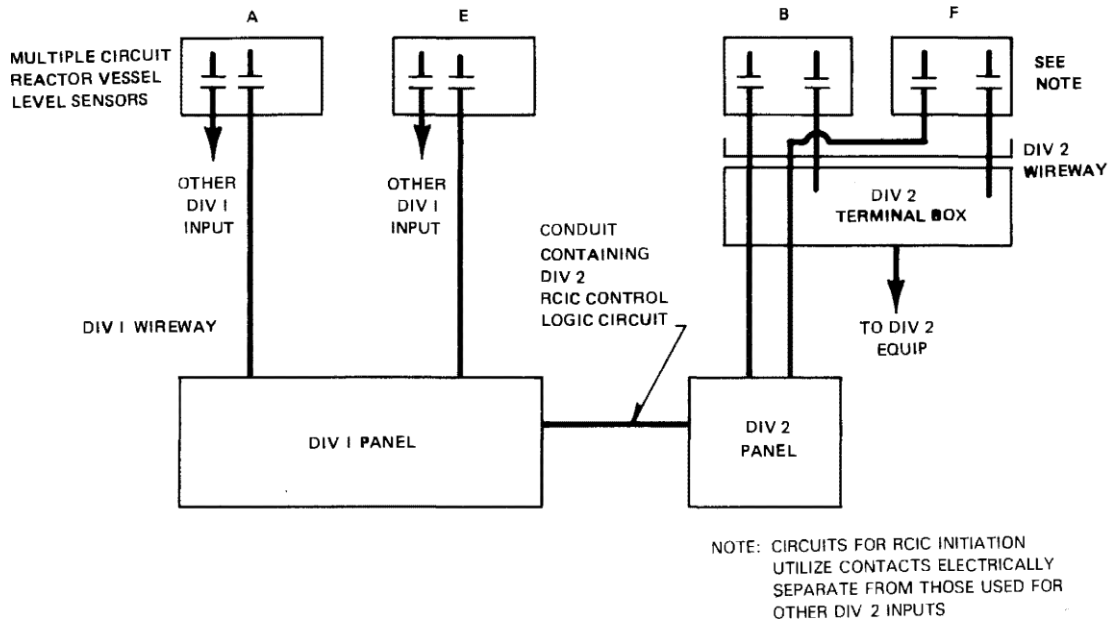 A
E
B
F
MULTIPLE CIRCUIT
REACTOR VESSEL
LEVEL SENSORS
SEE
NOTE
OTHER
DIV I
INPUT
OTHER
DIV I
INPUT
DIV 2
WIREWAY
DIV 2
TERMINAL BOX
CONDUIT
CONTAINING
DIV 2
RCIC CONTROL
LOGIC CIRCUIT
DIV I WIREWAY
TO DIV 2
EQUIP
DIV I PANEL
DIV 2
PANEL
NOTE: CIRCUITS FOR RCIC INITIATION
UTILIZE CONTACTS ELECTRICALLY
SEPARATE FROM THOSE USED FOR
OTHER DIV 2 INPUTS